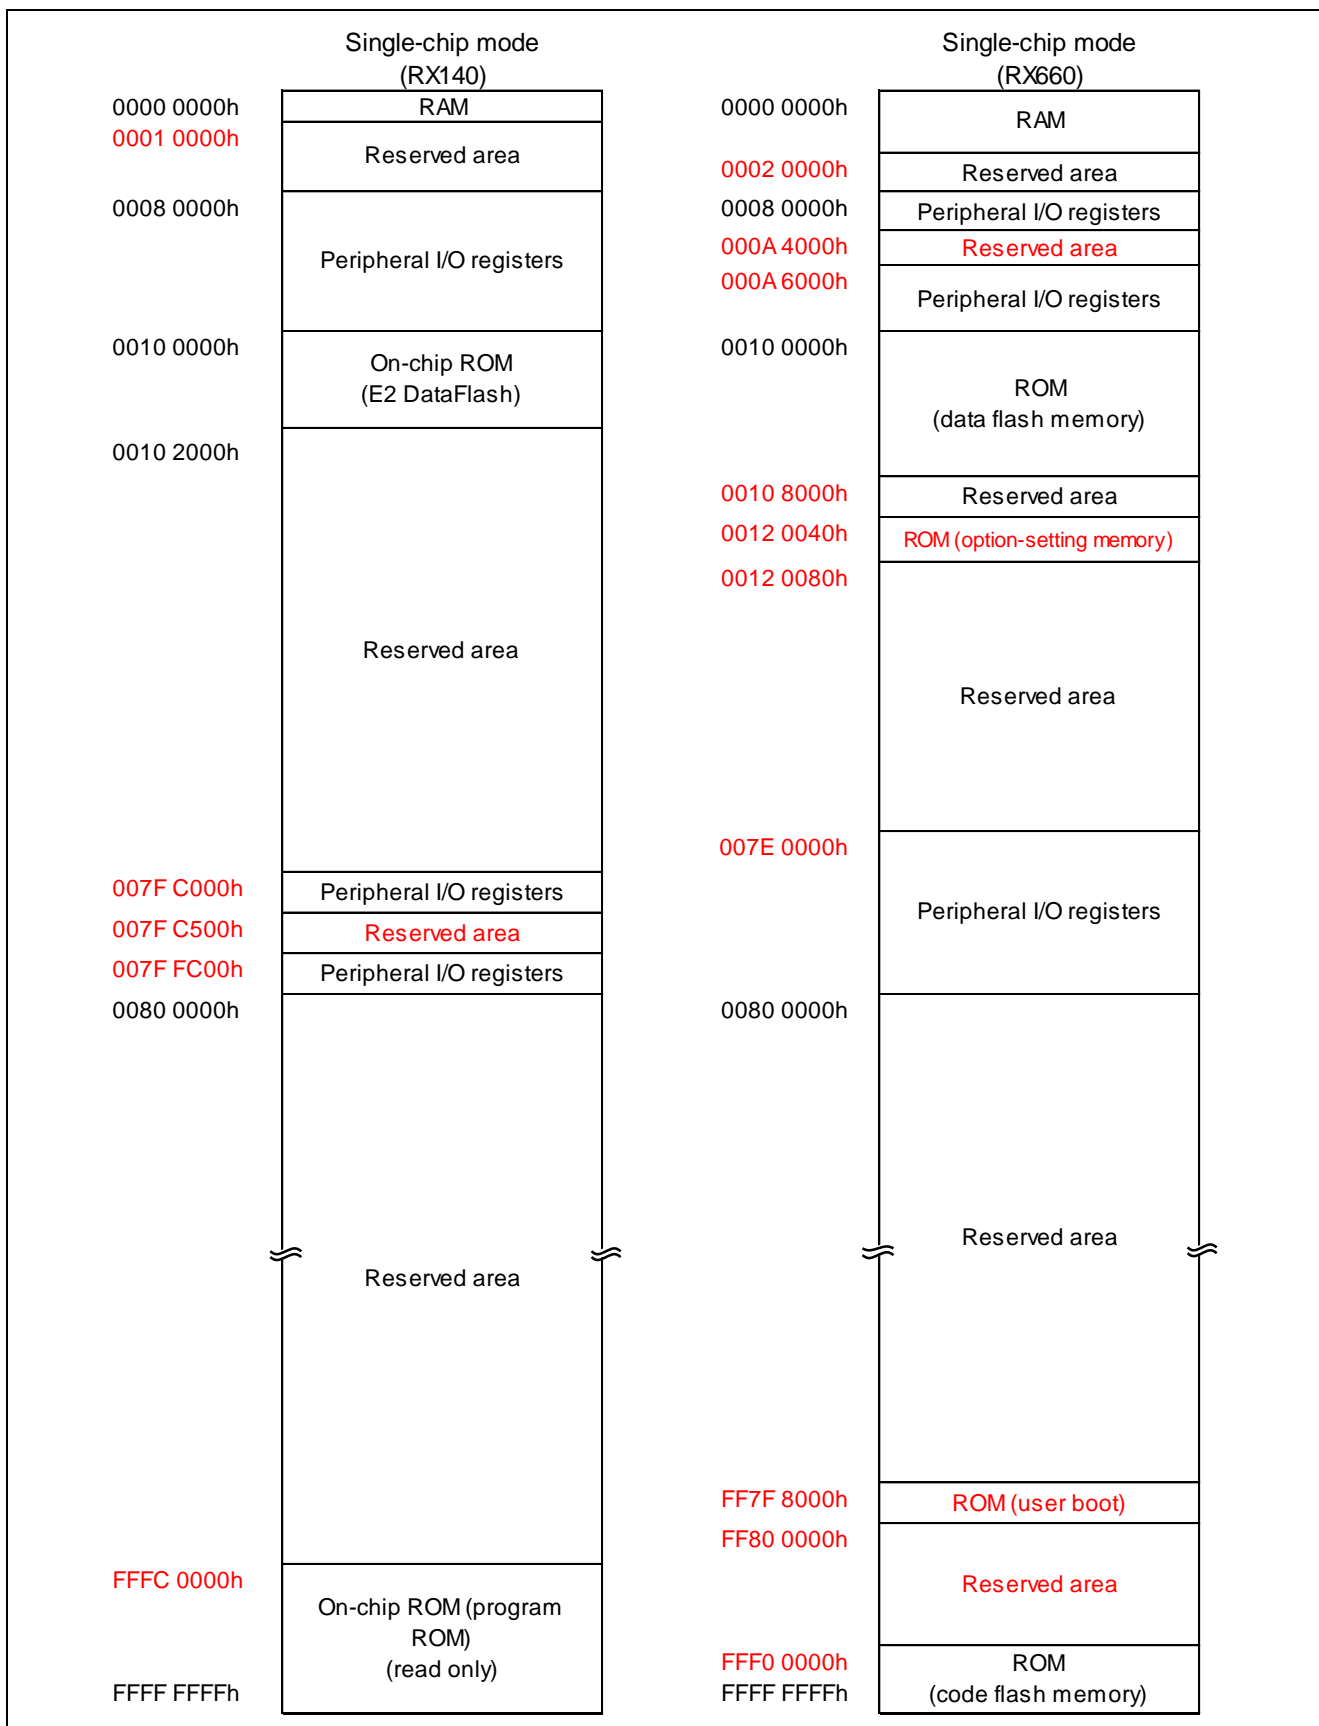 Single-chip mode
(RX140)
0000 0000h
RAM
0001 0000h
Reserved area
0008 0000h
Peripheral I/O registers
0010 0000h
On-chip ROM
(E2 DataFlash)
0010 2000h
Reserved area
007F C000h
Peripheral I/O registers
007F C500h
Reserved area
007F FC00h
Peripheral I/O registers
0080 0000h
Reserved area
FFFC 0000h
On-chip ROM (program
ROM)
(read only)
FFFF FFFFh
Single-chip mode
(RX660)
0000 0000h
RAM
0002 0000h
Reserved area
0008 0000h
Peripheral I/O registers
000A 4000h
Reserved area
000A 6000h
Peripheral I/O registers
0010 0000h
ROM
(data flash memory)
0010 8000h
Reserved area
0012 0040h
ROM (option-setting memory)
0012 0080h
Reserved area
007E 0000h
Peripheral I/O registers
0080 0000h
Reserved area
FF7F 8000h
ROM (user boot)
FF80 0000h
Reserved area
FFF0 0000h
ROM
(code flash memory)
FFFF FFFFh